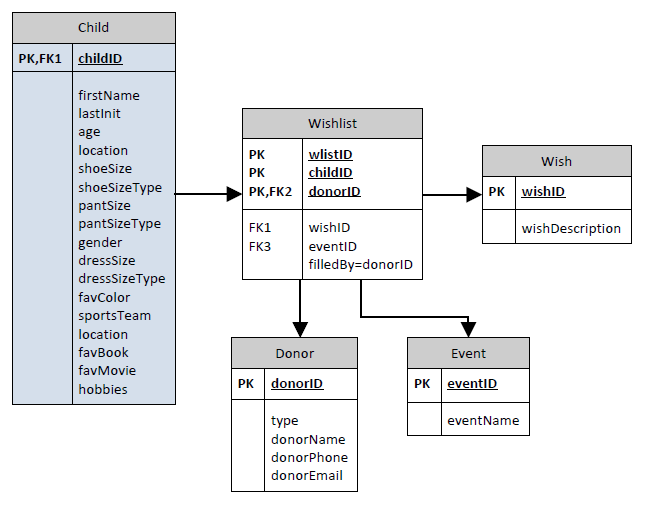 Child
PK,FK1 childID
firstName
lastInit
age
location
shoeSize
shoeSizeType
pantSize
pantSizeType
gender
dressSize
dressSizeType
favColor
sportsTeam
location
favBook
favMovie
hobbies
Wishlist
PK wlistID
PK childID
PK,FK2 donorID
FK1 wishID
FK3 eventID
filledBy=donorID
Wish
PK wishID
wishDescription
Donor
PK donorID
type
donorName
donorPhone
donorEmail
Event
PK eventID
eventName